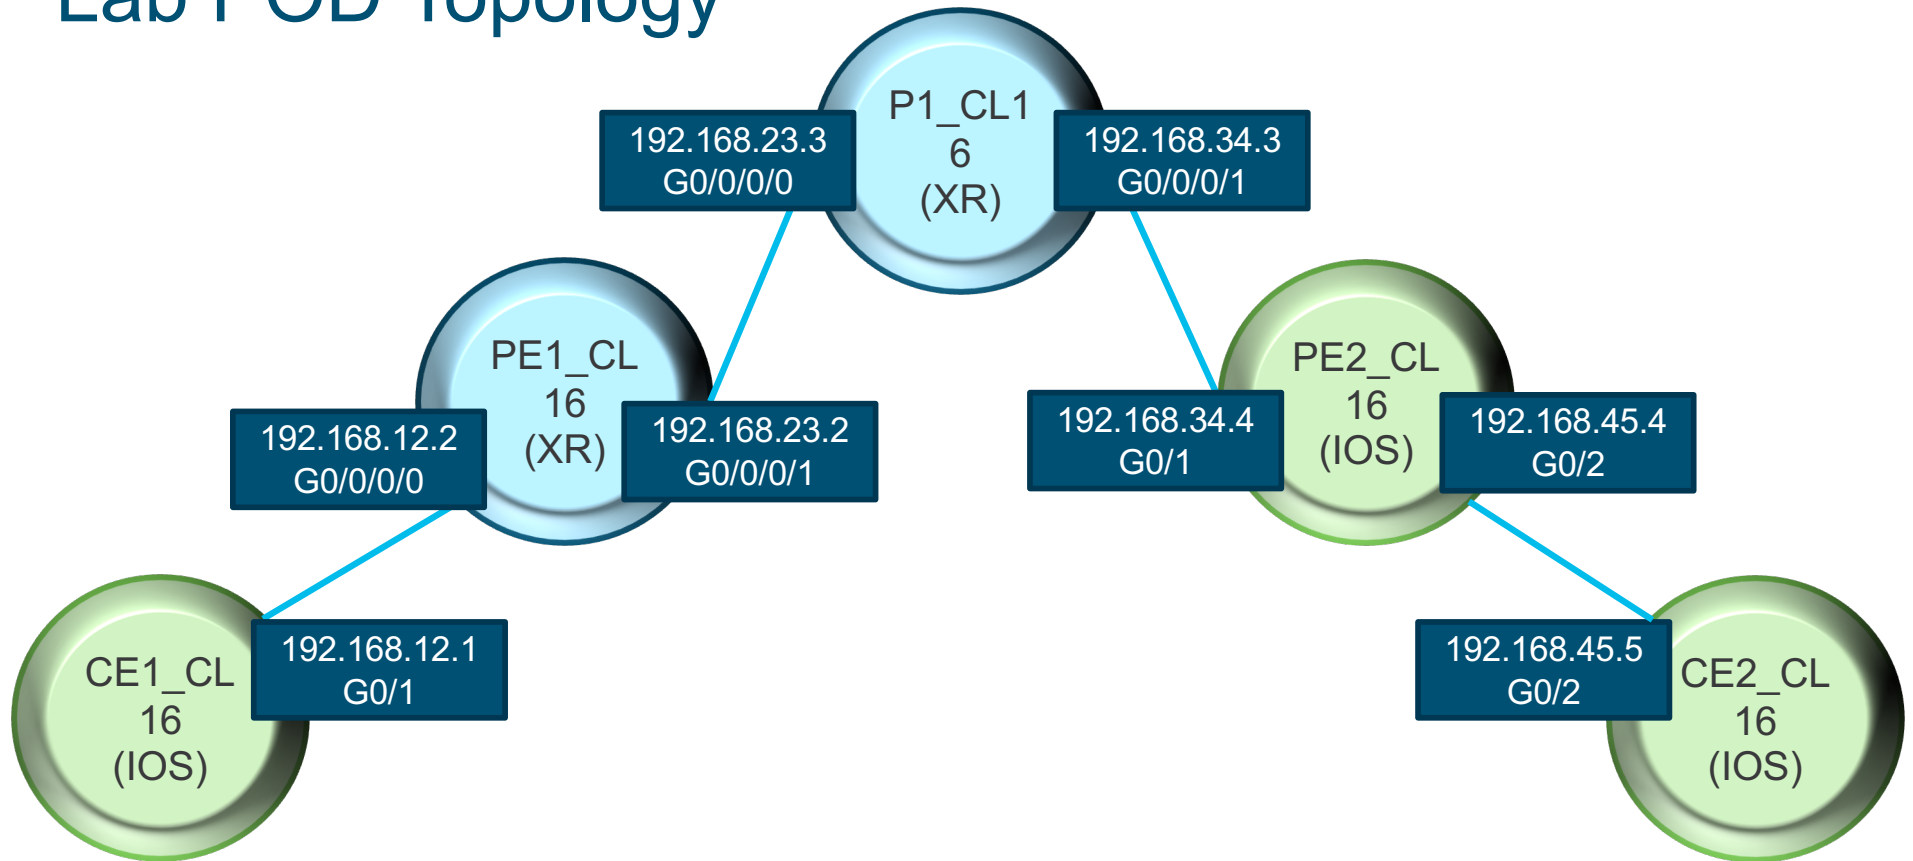 Lab POD Topology
P1_CL1
6
(XR)
192.168.23.3
G0/0/0/0
192.168.34.3
G0/0/0/1
PE1_CL
16
(XR)
192.168.12.2
G0/0/0/0
192.168.23.2
G0/0/0/1
PE2_CL
16
(IOS)
192.168.34.4
G0/1
192.168.45.4
G0/2
CE1_CL
16
(IOS)
192.168.12.1
G0/1
192.168.45.5
G0/2
CE2_CL
16
(IOS)